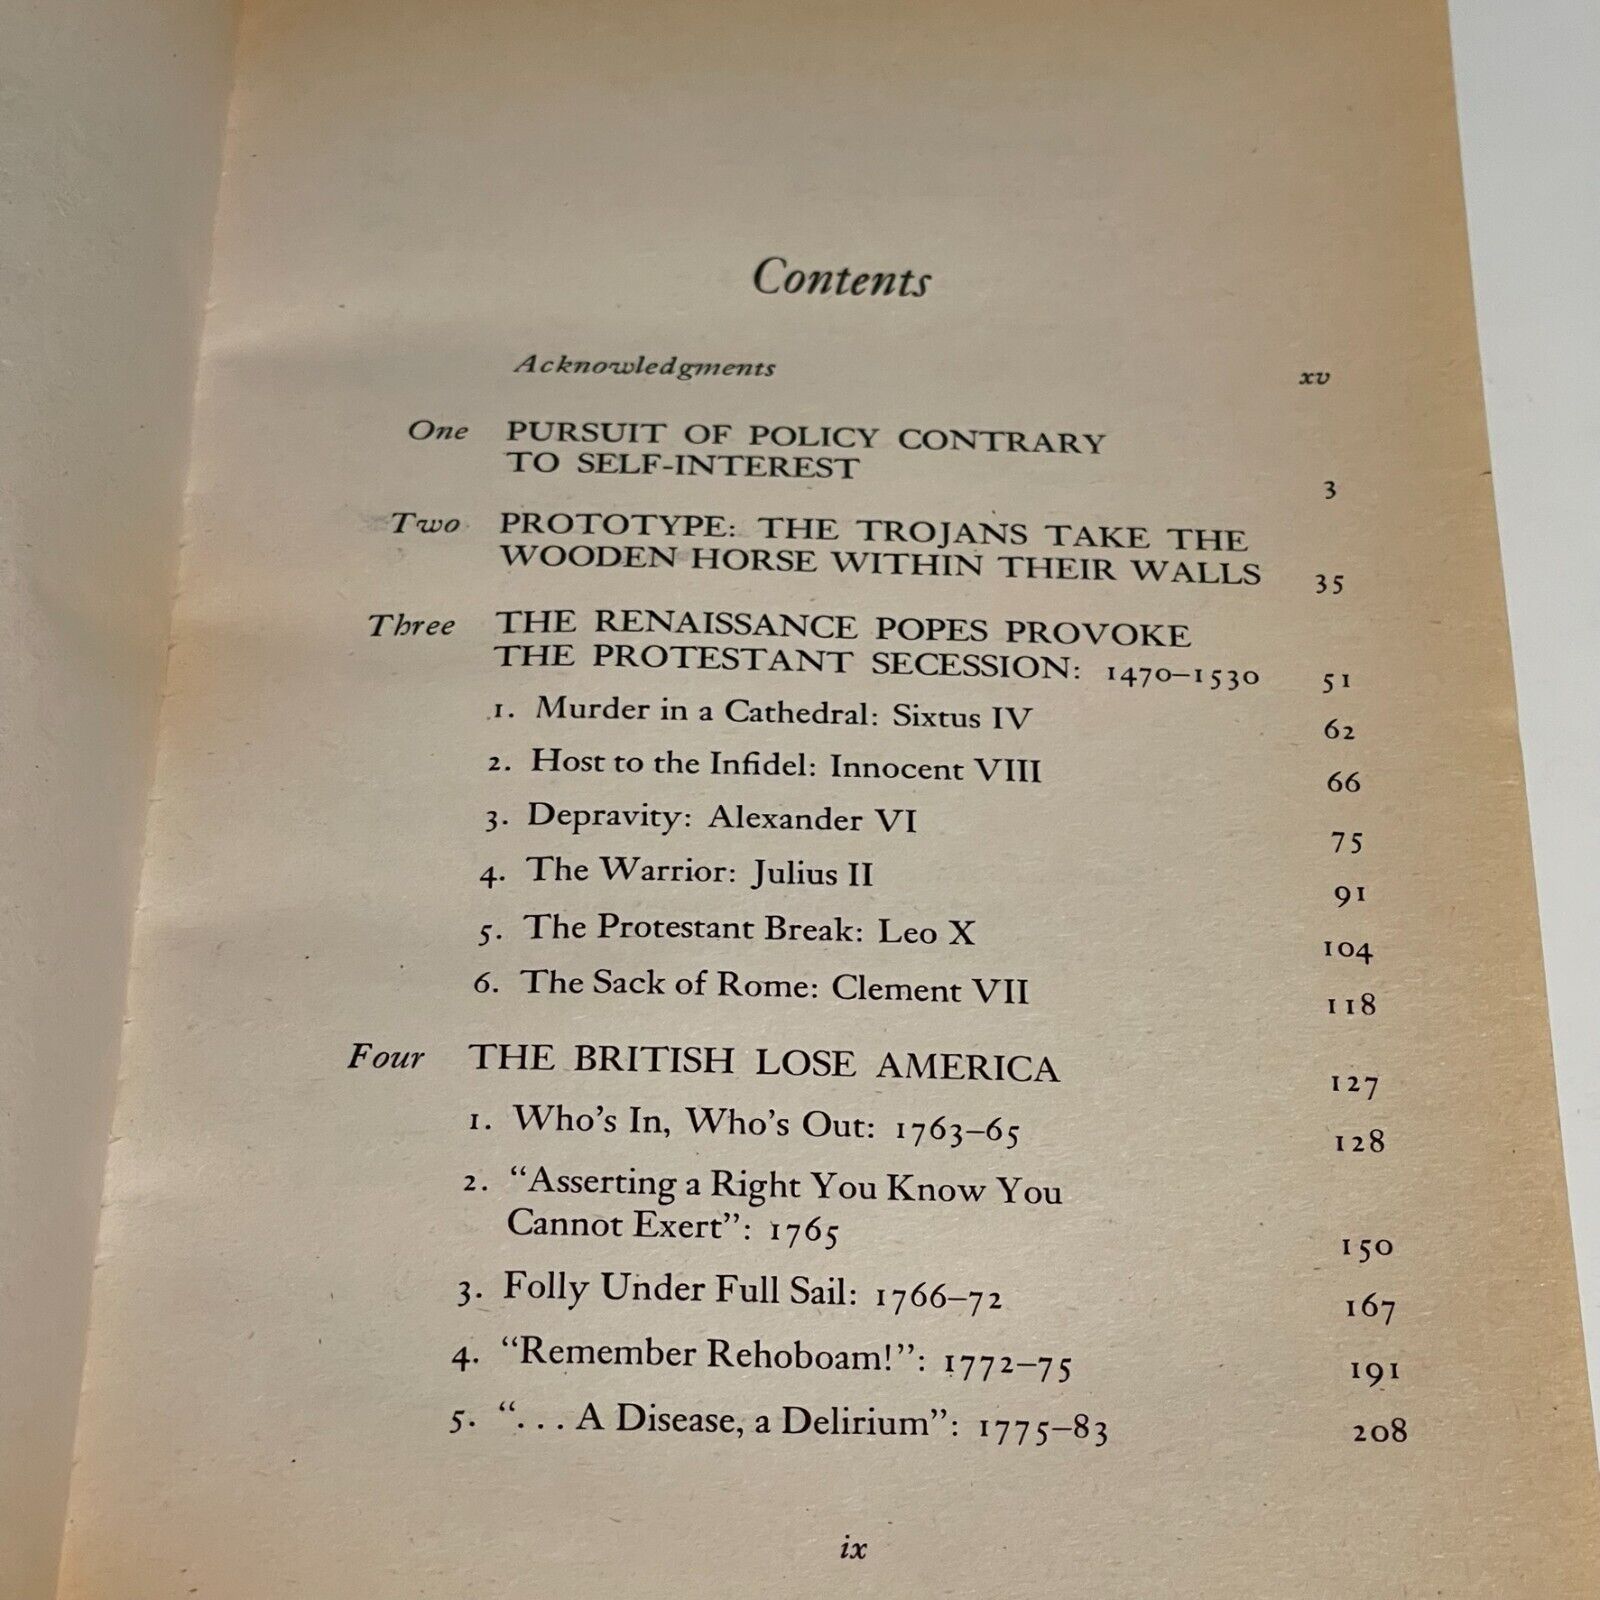 Contents
Acknowledgments xv
One PURSUIT OF POLICY CONTRARY
TO SELF-INTEREST 3
Two PROTOTYPE: THE TROJANS TAKE THE
WOODEN HORSE WITHIN THEIR WALLS 35
Three THE RENAISSANCE POPES PROVOKE
THE PROTESTANT SECESSION: 1470–1530 51
1. Murder in a Cathedral: Sixtus IV 62
2. Host to the Infidel: Innocent VIII 66
3. Depravity: Alexander VI 75
4. The Warrior: Julius II 91
5. The Protestant Break: Leo X 104
6. The Sack of Rome: Clement VII 118
Four THE BRITISH LOSE AMERICA 127
1. Who's In, Who's Out: 1763–65 128
2. “Asserting a Right You Know You
Cannot Exert”: 1765 150
3. Folly Under Full Sail: 1766–72 167
4. “Remember Rehoboam!”: 1772–75 191
5. “. . . A Disease, a Delirium”: 1775–83 208
ix